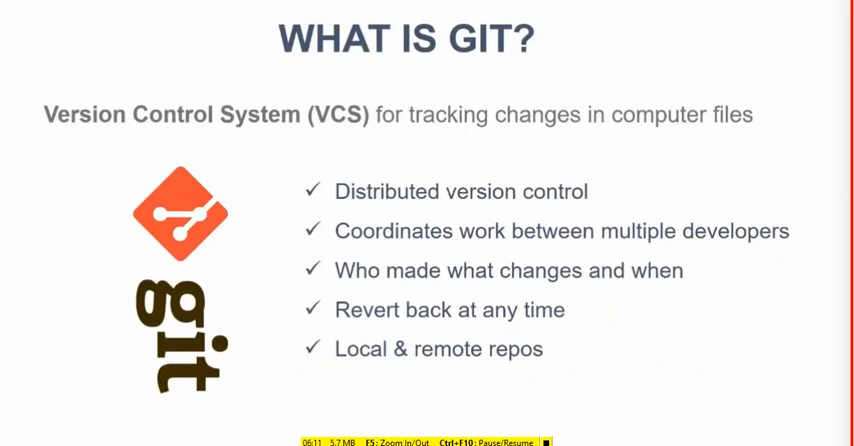 WHAT IS GIT?
Version Control System (VCS) for tracking changes in computer files
✓ Distributed version control
✓ Coordinates work between multiple developers
✓ Who made what changes and when
✓ Revert back at any time
✓ Local & remote repos
git
06:11 5.7 MB F5: Zoom In/Out Ctrl+F10: Pause/Resume